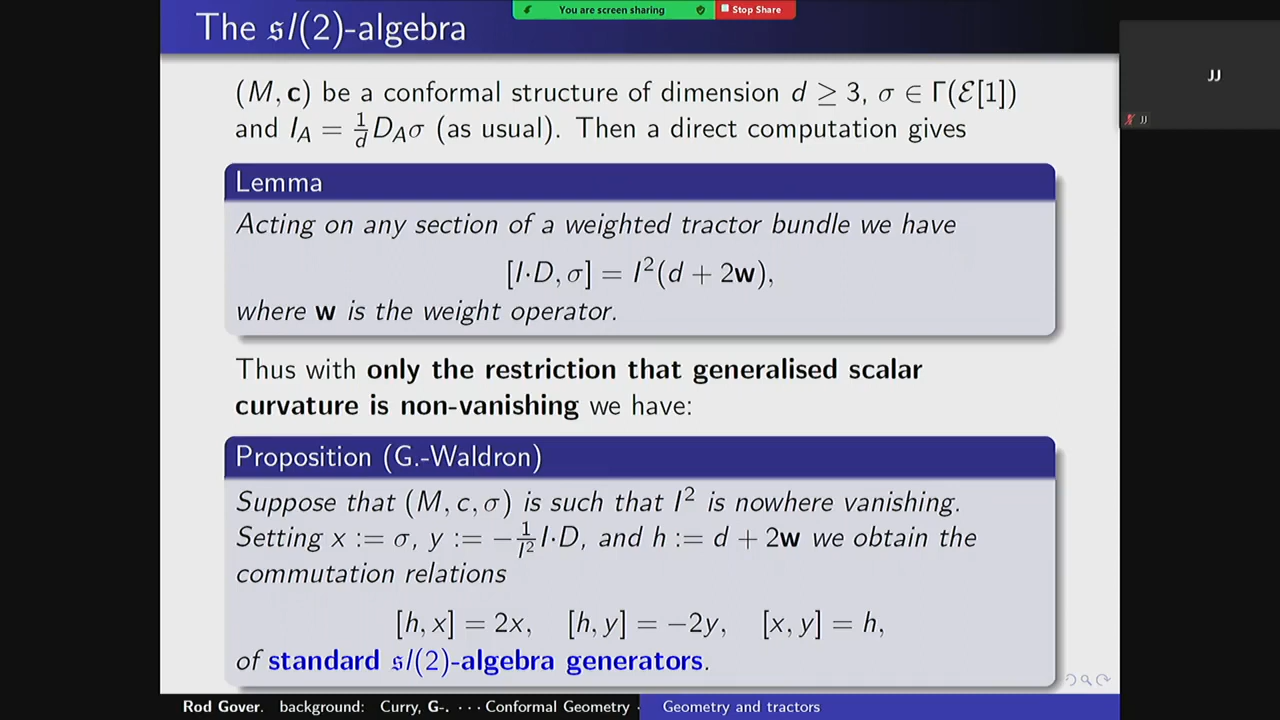 You are screen sharing
Stop Share
The 𝔰l(2)-algebra
(M, c) be a conformal structure of dimension d ≥ 3, σ ∈ Γ(ℰ[1])
and I_A = 1/d D_A σ (as usual). Then a direct computation gives
Lemma
Acting on any section of a weighted tractor bundle we have
[I·D, σ] = I²(d + 2w),
where w is the weight operator.
Thus with only the restriction that generalised scalar
curvature is non-vanishing we have:
Proposition (G.-Waldron)
Suppose that (M, c, σ) is such that I² is nowhere vanishing.
Setting x := σ, y := −1/I² I·D, and h := d + 2w we obtain the
commutation relations
[h, x] = 2x, [h, y] = −2y, [x, y] = h,
of standard 𝔰l(2)-algebra generators.
Rod Gover. background: Curry, G-. ··· Conformal Geometry ·
Geometry and tractors
JJ
JJ